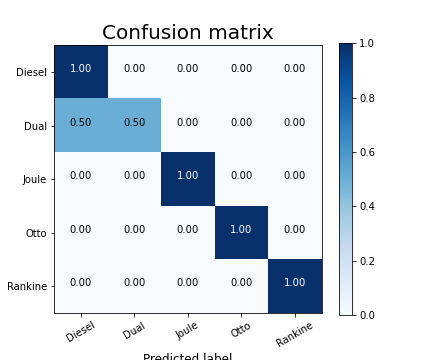 Confusion matrix
Diesel 1.00 0.00 0.00 0.00 0.00
Dual 0.50 0.50 0.00 0.00 0.00
Joule 0.00 0.00 1.00 0.00 0.00
Otto 0.00 0.00 0.00 1.00 0.00
Rankine 0.00 0.00 0.00 0.00 1.00
Diesel Dual Joule Otto Rankine
Predicted label
1.0
0.8
0.6
0.4
0.2
0.0